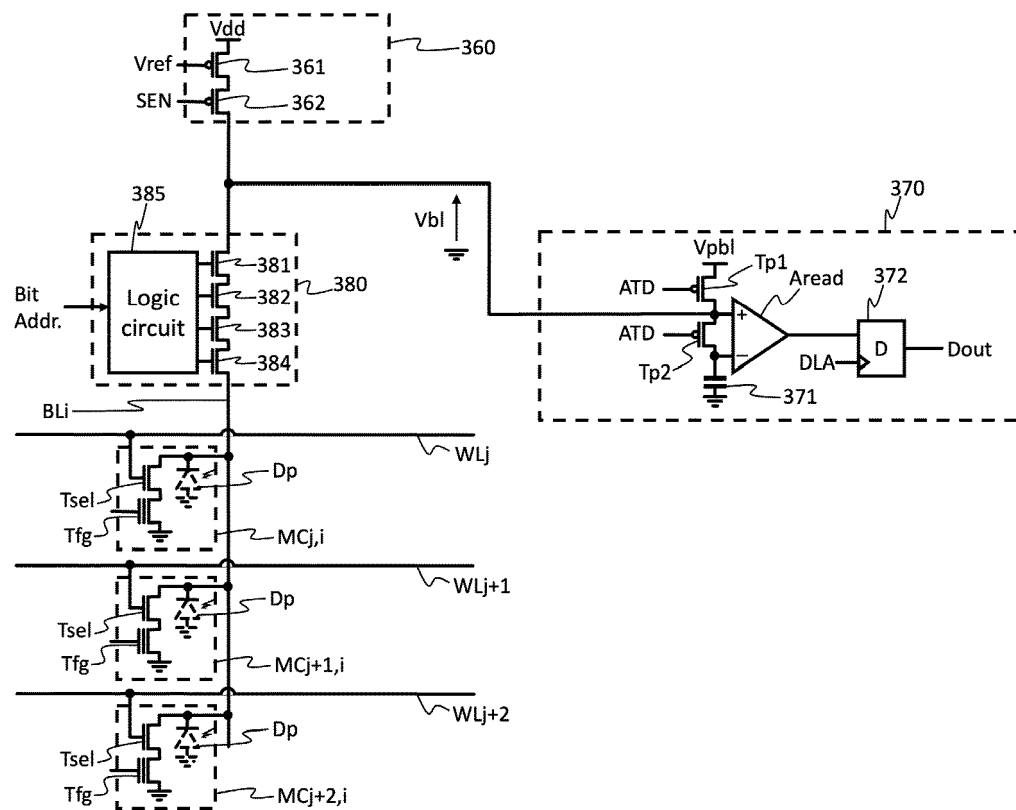 Vdd
360
Vref
361
SEN
362
385
370
Vbl
Vpbl
381
ATD
Tp1
Aread
372
Bit
Addr.
Logic
circuit
382
380
383
ATD
D
Dout
384
Tp2
DLA
371
BLi
WLj
Dp
Tsel
Tfg
MCj,i
WLj+1
Dp
Tsel
Tfg
MCj+1,i
WLj+2
Dp
Tsel
Tfg
MCj+2,i